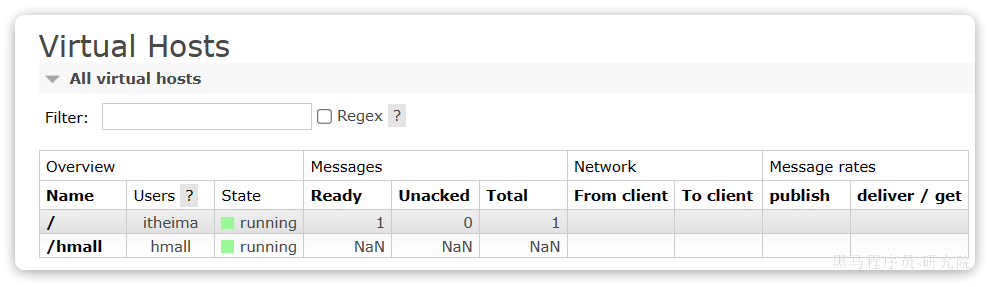 Virtual Hosts
All virtual hosts
Filter: Regex ?
Overview Messages Network Message rates
Name Users ? State Ready Unacked Total From client To client publish deliver / get
/ itheima running 1 0 1
/hmall hmall running NaN NaN NaN
黑马程序员-研究院